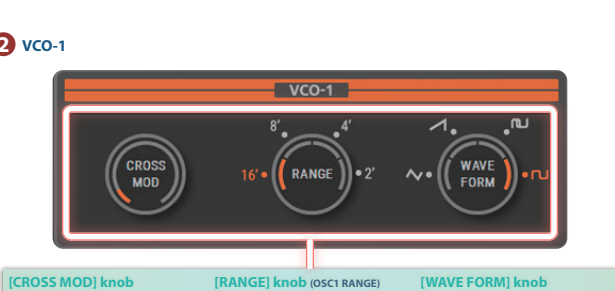 2 VCO-1
VCO-1
8' 4'
CROSS MOD
16' RANGE 2'
WAVE FORM
[CROSS MOD] knob [RANGE] knob (OSC1 RANGE) [WAVE FORM] knob